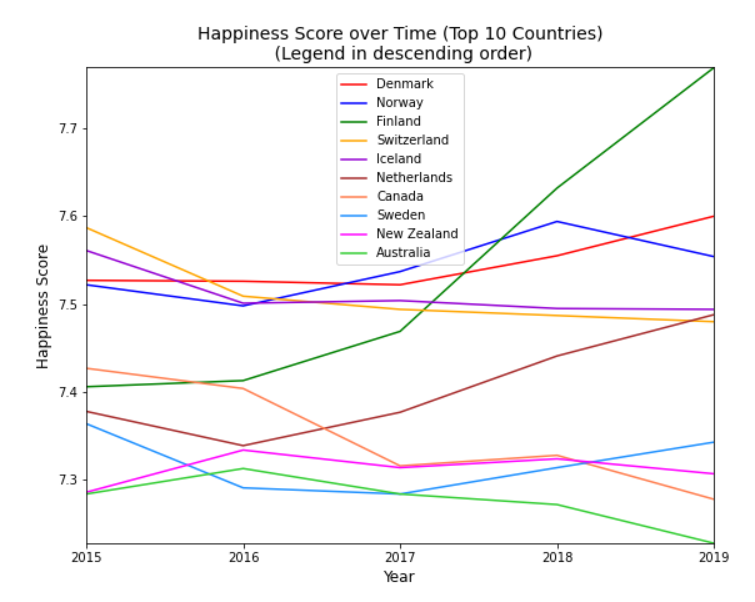 Happiness Score over Time (Top 10 Countries)
(Legend in descending order)
Denmark
Norway
Finland
Switzerland
Iceland
Netherlands
Canada
Sweden
New Zealand
Australia
Happiness Score
7.7
7.6
7.5
7.4
7.3
2015
2016
2017
2018
2019
Year